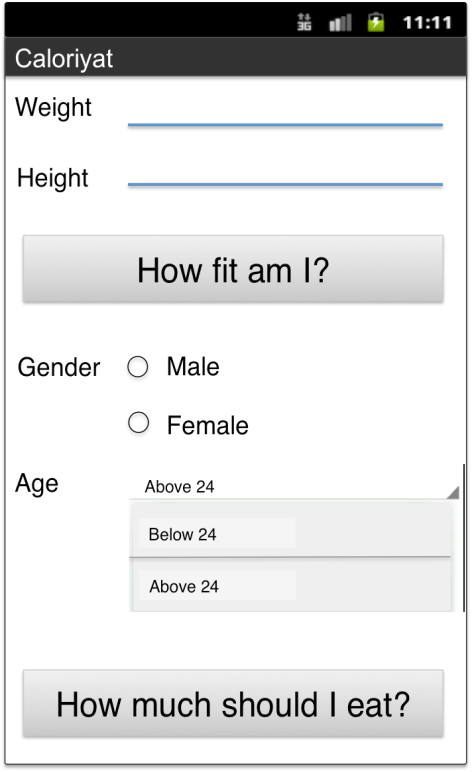 3G 11:11
Caloriyat
Weight
Height
How fit am I?
Gender Male
Female
Age Above 24
Below 24
Above 24
How much should I eat?